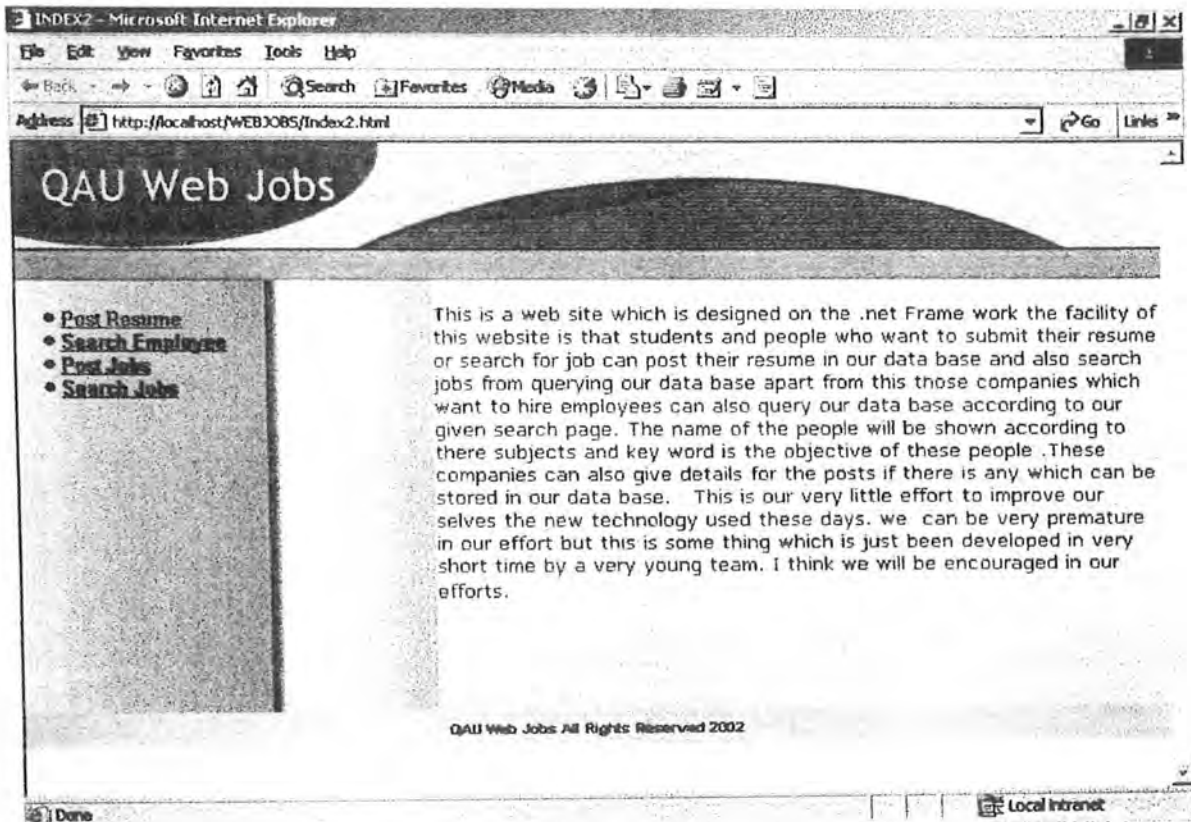 INDEX2 - Microsoft Internet Explorer
File Edit View Favorites Tools Help
Back Search Favorites Media
Address http://localhost/WEBJOBS/Index2.html Go Links »
QAU Web Jobs
Post Resume
Search Employee
Post Jobs
Search Jobs
This is a web site which is designed on the .net Frame work the facility of
this website is that students and people who want to submit their resume
or search for job can post their resume in our data base and also search
jobs from querying our data base apart from this those companies which
want to hire employees can also query our data base according to our
given search page. The name of the people will be shown according to
there subjects and key word is the objective of these people .These
companies can also give details for the posts if there is any which can be
stored in our data base. This is our very little effort to improve our
selves the new technology used these days. we can be very premature
in our effort but this is some thing which is just been developed in very
short time by a very young team. I think we will be encouraged in our
efforts.
QAU Web Jobs All Rights Reserved 2002
Done Local intranet